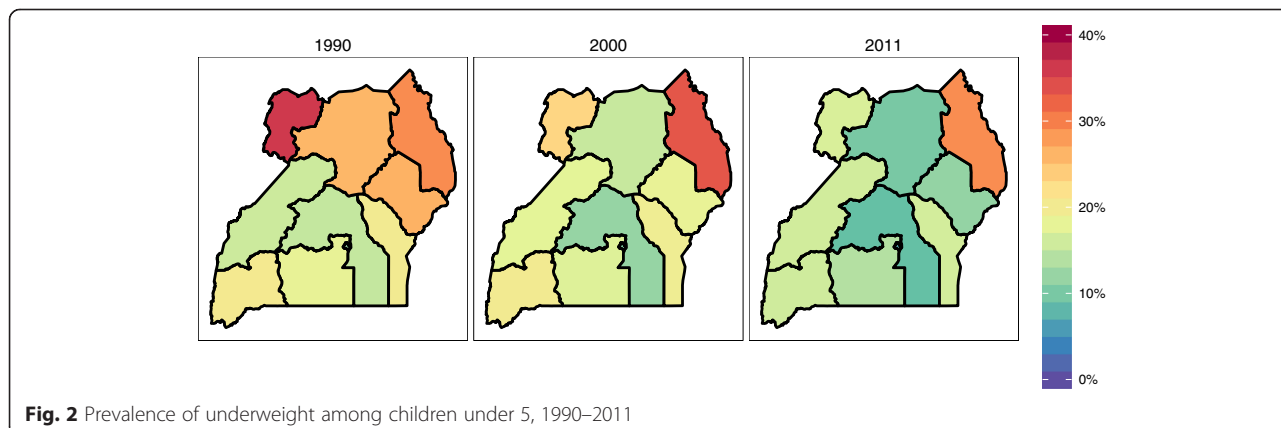 1990 2000 2011
40%
30%
20%
10%
0%
Fig. 2 Prevalence of underweight among children under 5, 1990–2011